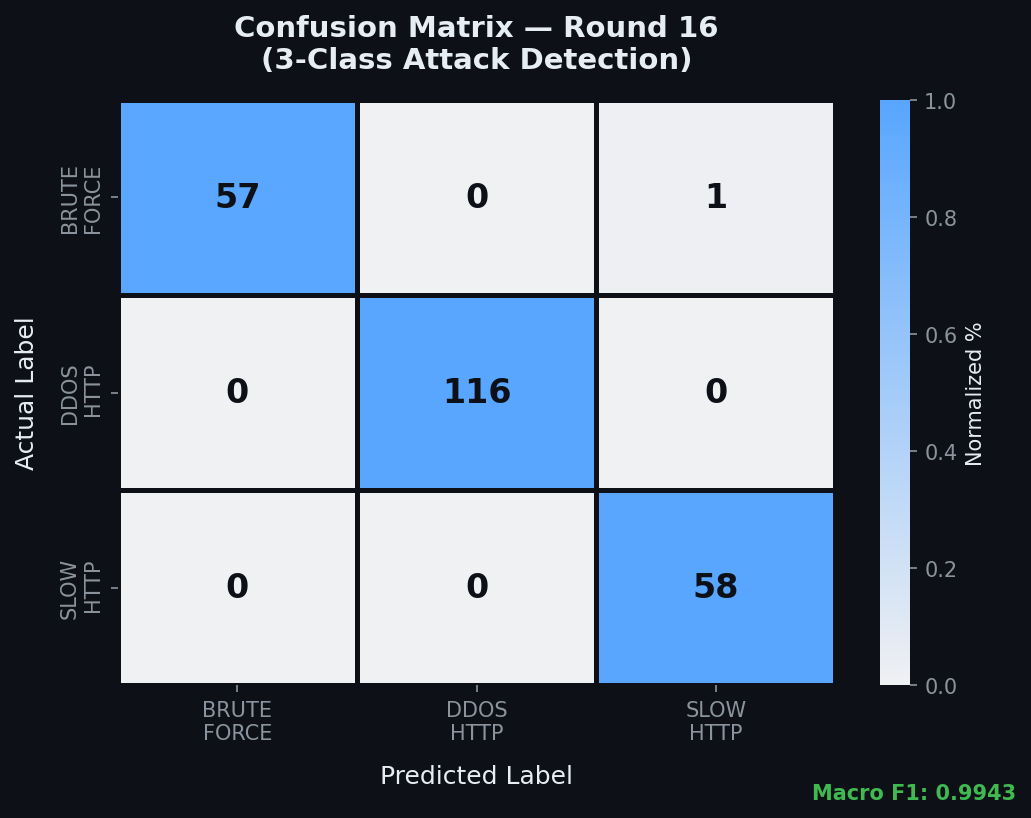 Confusion Matrix — Round 16
(3-Class Attack Detection)
Actual Label
BRUTE
FORCE
57
0
1
DDOS
HTTP
0
116
0
SLOW
HTTP
0
0
58
BRUTE
FORCE
DDOS
HTTP
SLOW
HTTP
Predicted Label
1.0
0.8
0.6
0.4
0.2
0.0
Normalized %
Macro F1: 0.9943